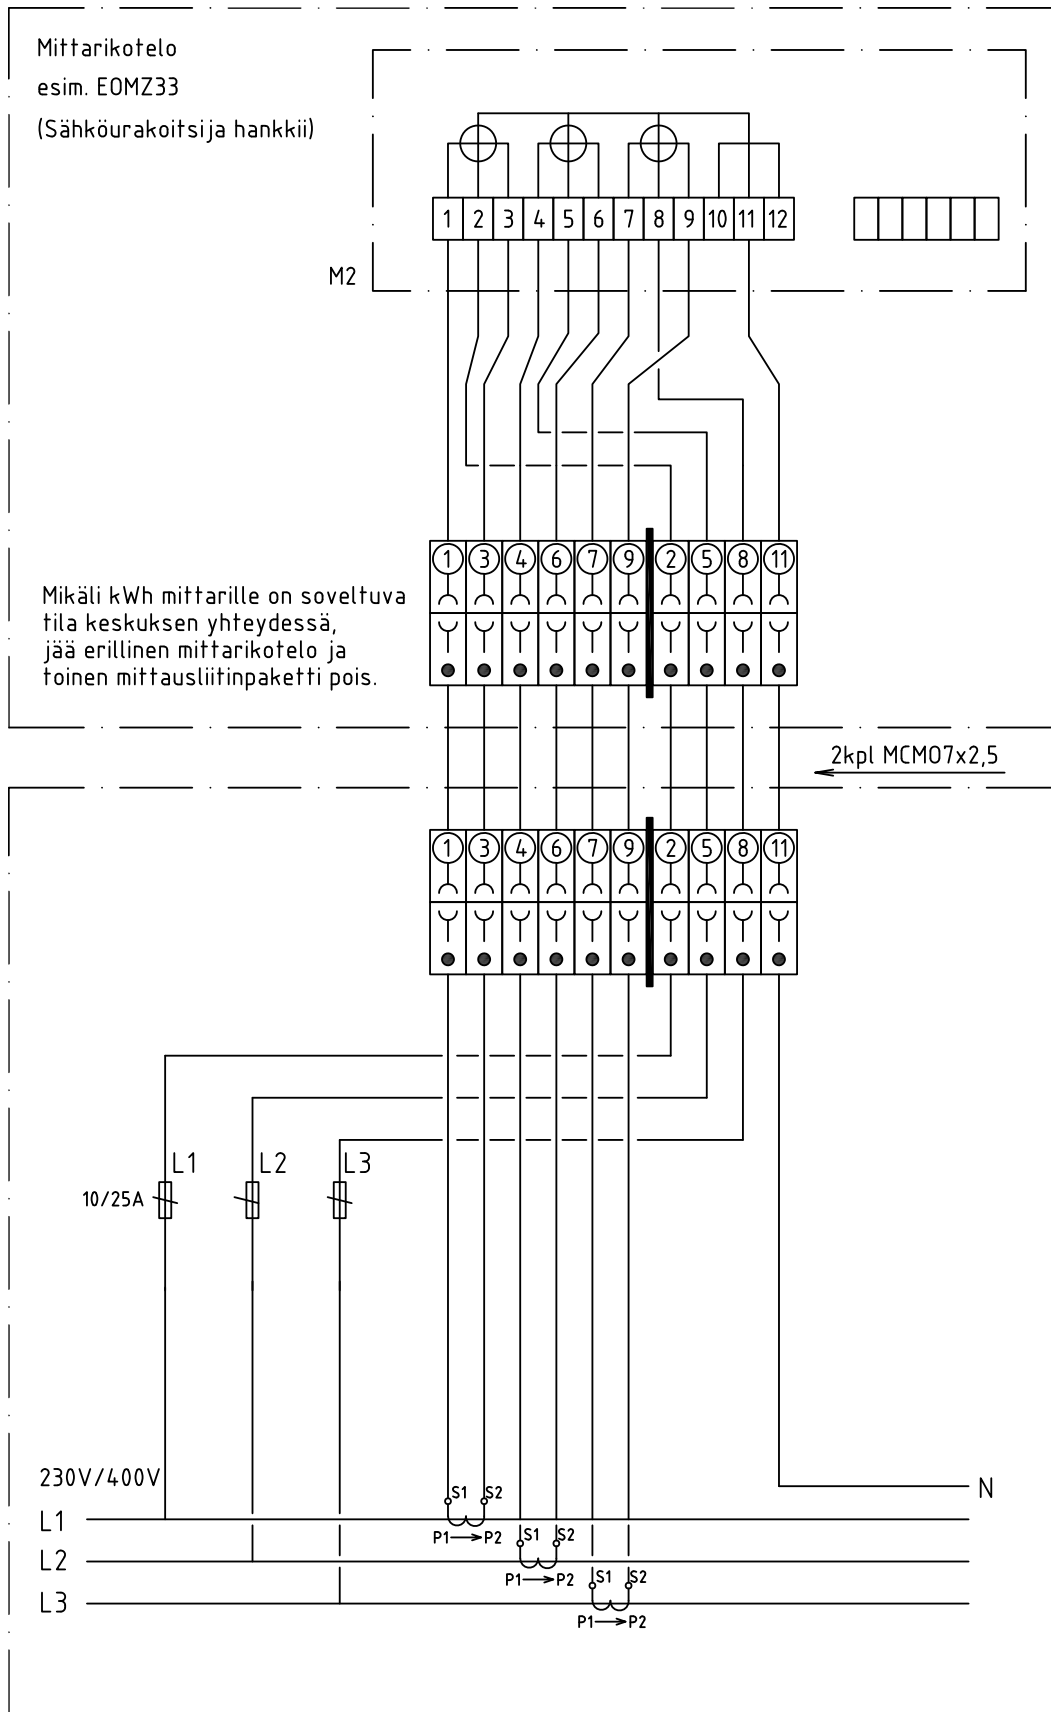 Mittarikotelo
esim. EOMZ33
(Sähköurakoitsija hankkii)
1 2 3 4 5 6 7 8 9 10 11 12
M2
1 3 4 6 7 9 2 5 8 11
Mikäli kWh mittarille on soveltuva
tila keskuksen yhteydessä,
jää erillinen mittarikotelo ja
toinen mittausliitinpaketti pois.
2kpl MCMO7x2,5
1 3 4 6 7 9 2 5 8 11
L1 L2 L3
10/25A
230V/400V
N
S1 S2
L1
P1 P2
S1 S2
L2
P1 P2
S1 S2
L3
P1 P2